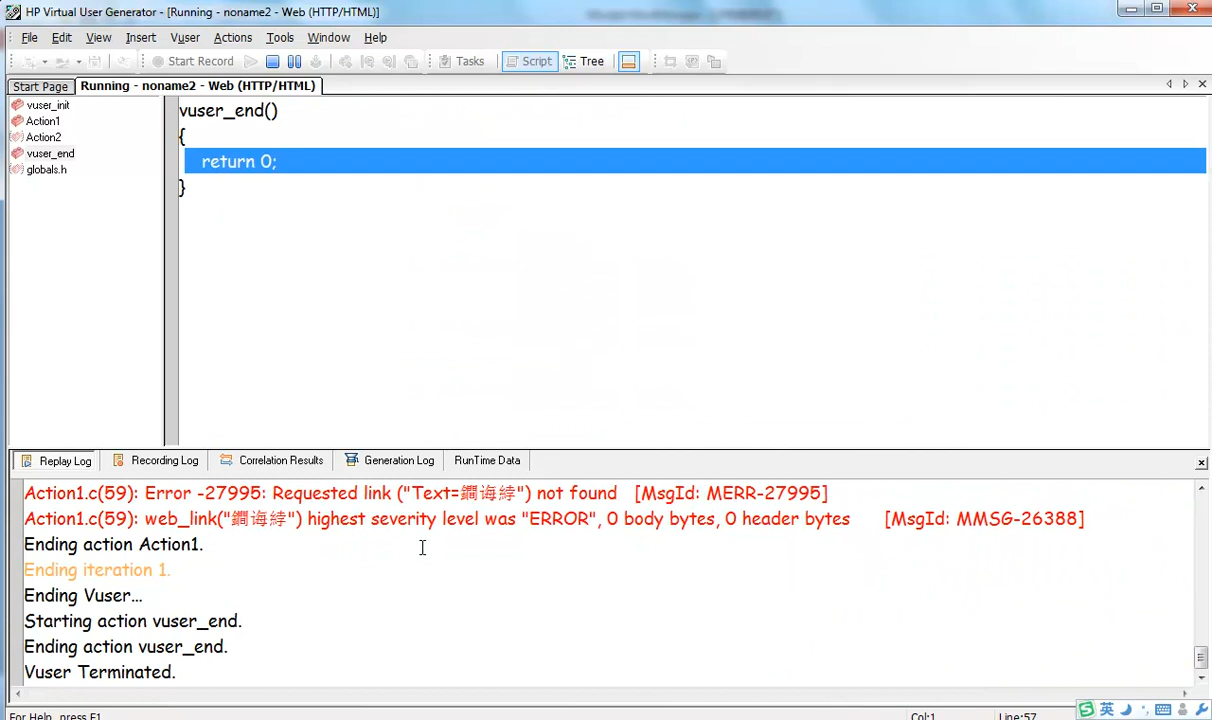 HP Virtual User Generator - [Running - noname2 - Web (HTTP/HTML)]
File Edit View Insert Vuser Actions Tools Window Help
Start Record Tasks Script Tree
Start Page Running - noname2 - Web (HTTP/HTML)
vuser_init
Action1
Action2
vuser_end
globals.h
vuser_end()
{
return 0;
}
Replay Log Recording Log Correlation Results Generation Log RunTime Data
Action1.c(59): Error -27995: Requested link ("Text=鐧诲綍") not found [MsgId: MERR-27995]
Action1.c(59): web_link("鐧诲綍") highest severity level was "ERROR", 0 body bytes, 0 header bytes [MsgId: MMSG-26388]
Ending action Action1.
Ending iteration 1.
Ending Vuser...
Starting action vuser_end.
Ending action vuser_end.
Vuser Terminated.
For Help, press F1 Col:1 Line:57
英